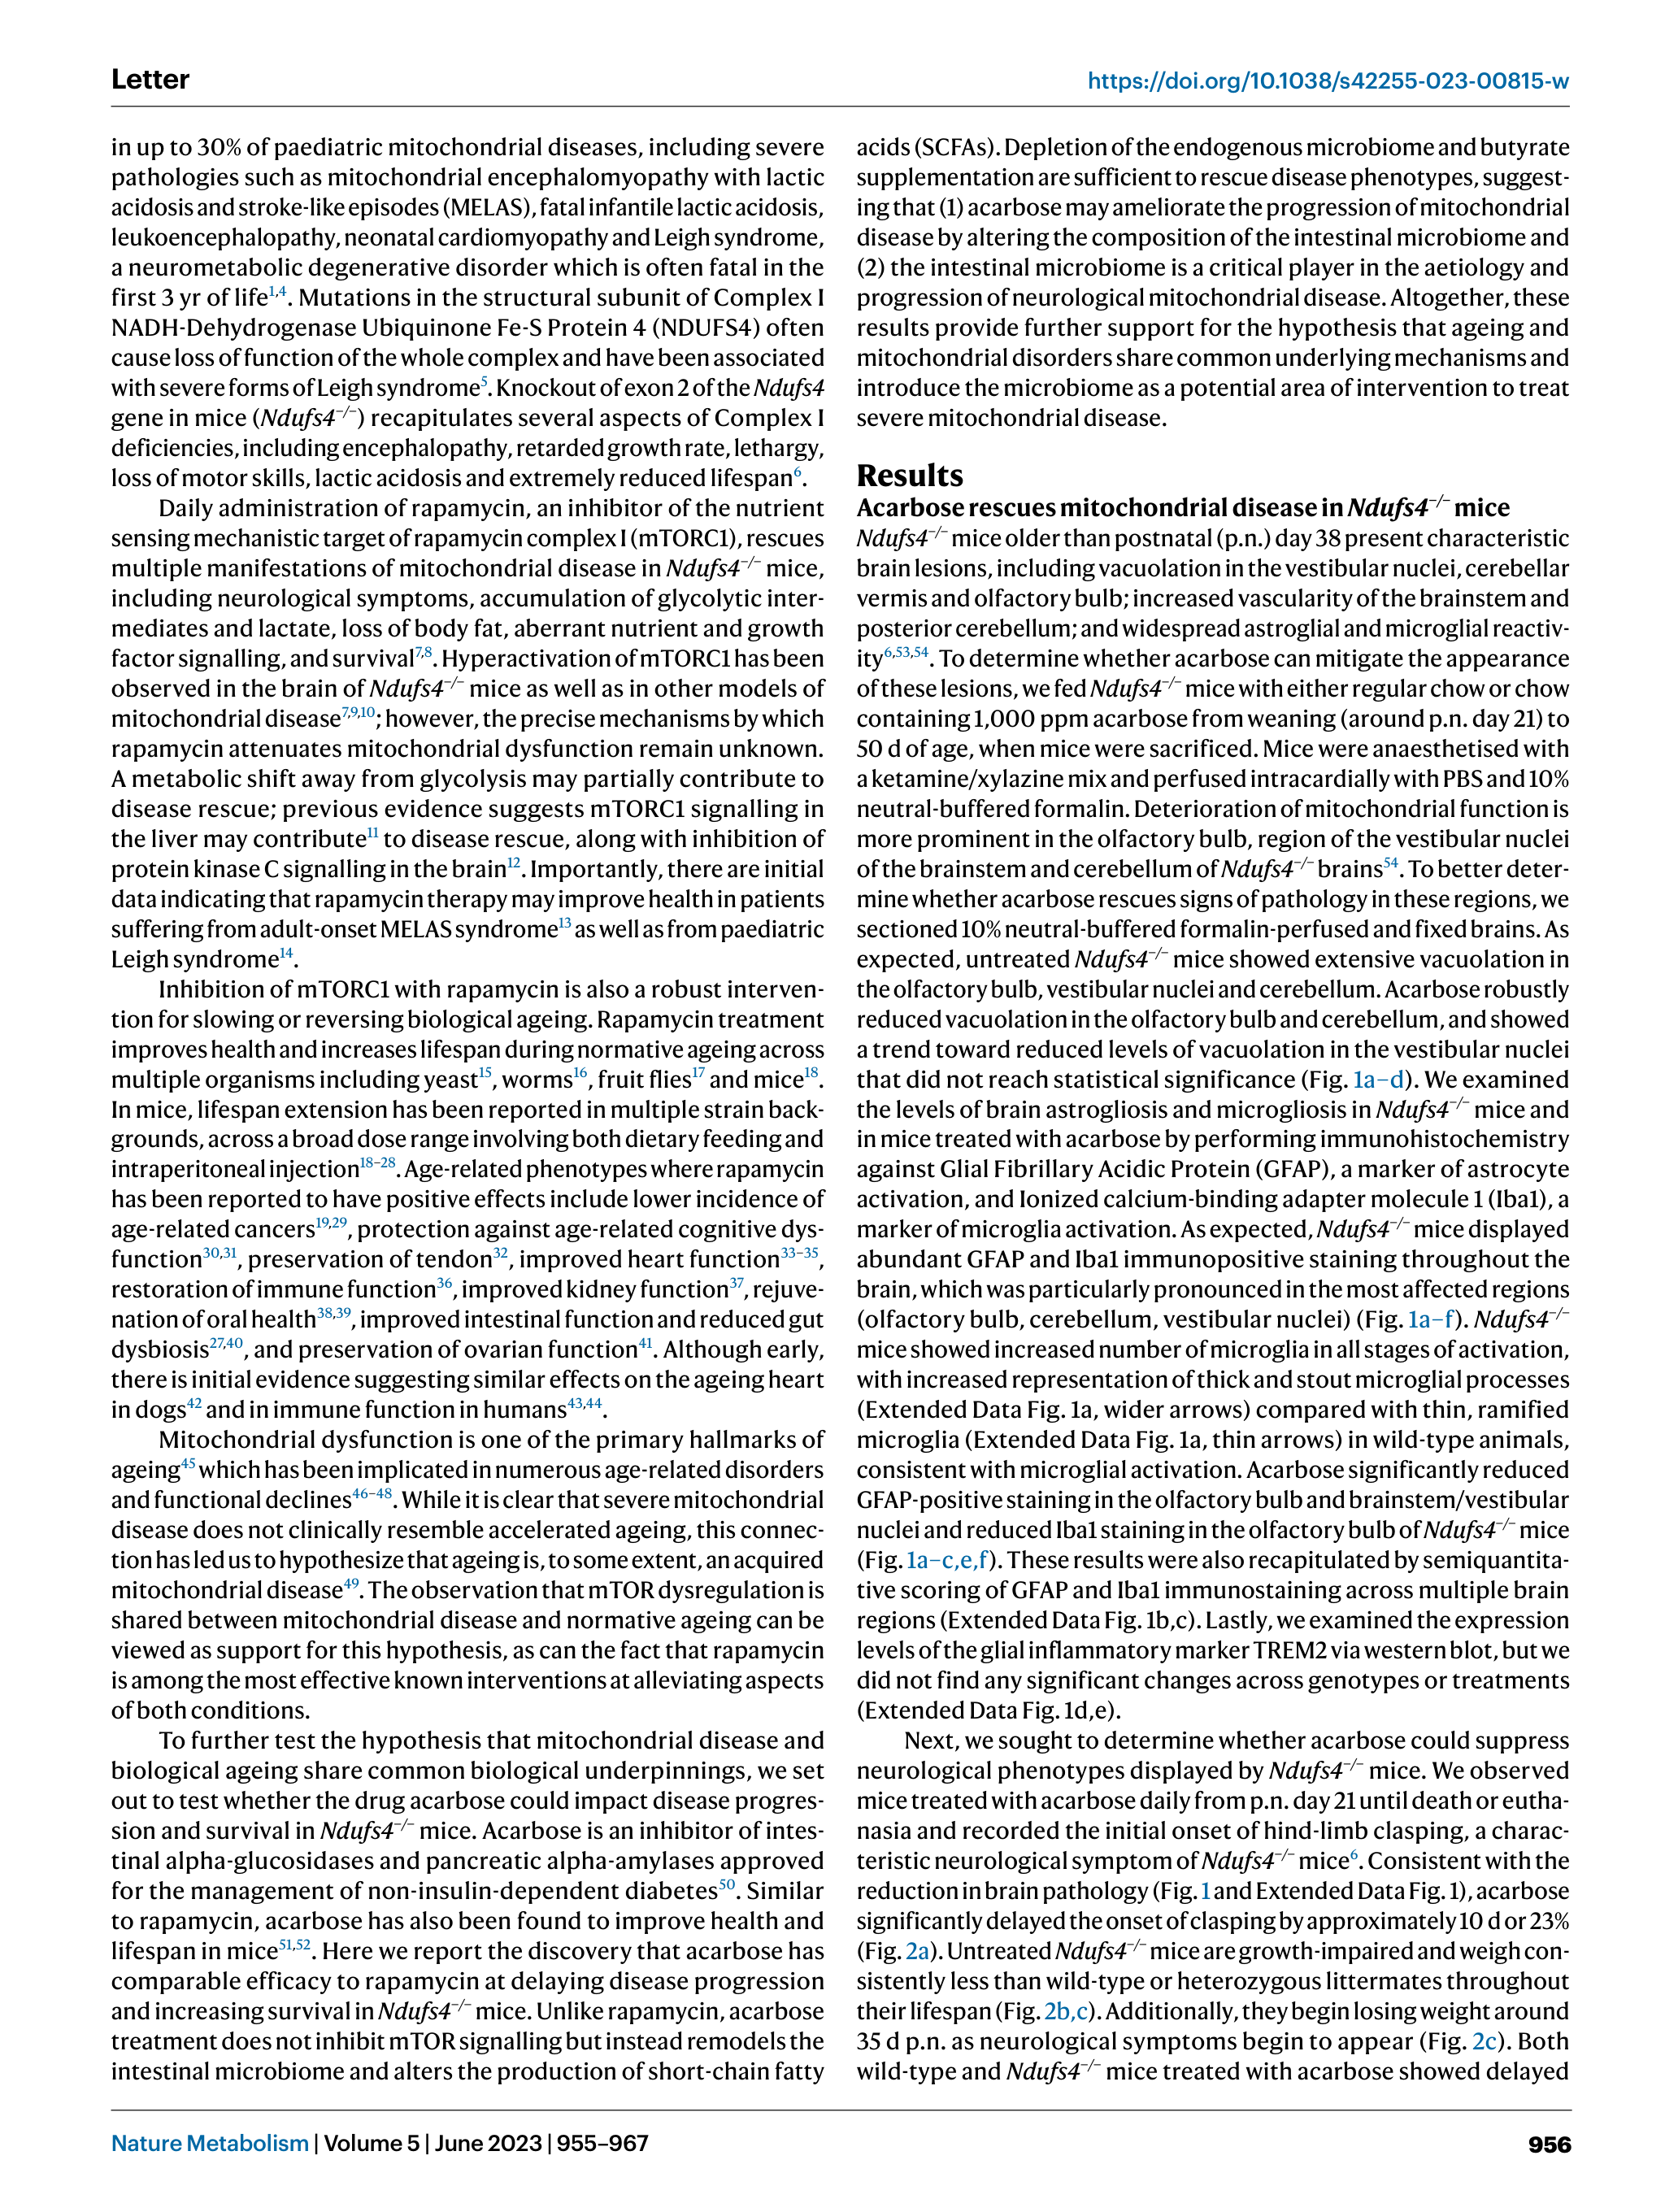 Letter
https://doi.org/10.1038/s42255-023-00815-w
in up to 30% of paediatric mitochondrial diseases, including severe
pathologies such as mitochondrial encephalomyopathy with lactic
acidosis and stroke-like episodes (MELAS), fatal infantile lactic acidosis,
leukoencephalopathy, neonatal cardiomyopathy and Leigh syndrome,
a neurometabolic degenerative disorder which is often fatal in the
first 3 yr of life1,4. Mutations in the structural subunit of Complex I
NADH-Dehydrogenase Ubiquinone Fe-S Protein 4 (NDUFS4) often
cause loss of function of the whole complex and have been associated
with severe forms of Leigh syndrome5. Knockout of exon 2 of the Ndufs4
gene in mice (Ndufs4−/−) recapitulates several aspects of Complex I
deficiencies, including encephalopathy, retarded growth rate, lethargy,
loss of motor skills, lactic acidosis and extremely reduced lifespan6.
Daily administration of rapamycin, an inhibitor of the nutrient
sensing mechanistic target of rapamycin complex I (mTORC1), rescues
multiple manifestations of mitochondrial disease in Ndufs4−/− mice,
including neurological symptoms, accumulation of glycolytic inter-
mediates and lactate, loss of body fat, aberrant nutrient and growth
factor signalling, and survival7,8. Hyperactivation of mTORC1 has been
observed in the brain of Ndufs4−/− mice as well as in other models of
mitochondrial disease7,9,10; however, the precise mechanisms by which
rapamycin attenuates mitochondrial dysfunction remain unknown.
A metabolic shift away from glycolysis may partially contribute to
disease rescue; previous evidence suggests mTORC1 signalling in
the liver may contribute11 to disease rescue, along with inhibition of
protein kinase C signalling in the brain12. Importantly, there are initial
data indicating that rapamycin therapy may improve health in patients
suffering from adult-onset MELAS syndrome13 as well as from paediatric
Leigh syndrome14.
Inhibition of mTORC1 with rapamycin is also a robust interven-
tion for slowing or reversing biological ageing. Rapamycin treatment
improves health and increases lifespan during normative ageing across
multiple organisms including yeast15, worms16, fruit flies17 and mice18.
In mice, lifespan extension has been reported in multiple strain back-
grounds, across a broad dose range involving both dietary feeding and
intraperitoneal injection18–28. Age-related phenotypes where rapamycin
has been reported to have positive effects include lower incidence of
age-related cancers19,29, protection against age-related cognitive dys-
function30,31, preservation of tendon32, improved heart function33–35,
restoration of immune function36, improved kidney function37, rejuve-
nation of oral health38,39, improved intestinal function and reduced gut
dysbiosis27,40, and preservation of ovarian function41. Although early,
there is initial evidence suggesting similar effects on the ageing heart
in dogs42 and in immune function in humans43,44.
Mitochondrial dysfunction is one of the primary hallmarks of
ageing45 which has been implicated in numerous age-related disorders
and functional declines46–48. While it is clear that severe mitochondrial
disease does not clinically resemble accelerated ageing, this connec-
tion has led us to hypothesize that ageing is, to some extent, an acquired
mitochondrial disease49. The observation that mTOR dysregulation is
shared between mitochondrial disease and normative ageing can be
viewed as support for this hypothesis, as can the fact that rapamycin
is among the most effective known interventions at alleviating aspects
of both conditions.
To further test the hypothesis that mitochondrial disease and
biological ageing share common biological underpinnings, we set
out to test whether the drug acarbose could impact disease progres-
sion and survival in Ndufs4−/− mice. Acarbose is an inhibitor of intes-
tinal alpha-glucosidases and pancreatic alpha-amylases approved
for the management of non-insulin-dependent diabetes50. Similar
to rapamycin, acarbose has also been found to improve health and
lifespan in mice51,52. Here we report the discovery that acarbose has
comparable efficacy to rapamycin at delaying disease progression
and increasing survival in Ndufs4−/− mice. Unlike rapamycin, acarbose
treatment does not inhibit mTOR signalling but instead remodels the
intestinal microbiome and alters the production of short-chain fatty
acids (SCFAs). Depletion of the endogenous microbiome and butyrate
supplementation are sufficient to rescue disease phenotypes, suggest-
ing that (1) acarbose may ameliorate the progression of mitochondrial
disease by altering the composition of the intestinal microbiome and
(2) the intestinal microbiome is a critical player in the aetiology and
progression of neurological mitochondrial disease. Altogether, these
results provide further support for the hypothesis that ageing and
mitochondrial disorders share common underlying mechanisms and
introduce the microbiome as a potential area of intervention to treat
severe mitochondrial disease.
Results
Acarbose rescues mitochondrial disease in Ndufs4−/− mice
Ndufs4−/− mice older than postnatal (p.n.) day 38 present characteristic
brain lesions, including vacuolation in the vestibular nuclei, cerebellar
vermis and olfactory bulb; increased vascularity of the brainstem and
posterior cerebellum; and widespread astroglial and microglial reactiv-
ity6,53,54. To determine whether acarbose can mitigate the appearance
of these lesions, we fed Ndufs4−/− mice with either regular chow or chow
containing 1,000 ppm acarbose from weaning (around p.n. day 21) to
50 d of age, when mice were sacrificed. Mice were anaesthetised with
a ketamine/xylazine mix and perfused intracardially with PBS and 10%
neutral-buffered formalin. Deterioration of mitochondrial function is
more prominent in the olfactory bulb, region of the vestibular nuclei
of the brainstem and cerebellum of Ndufs4−/− brains54. To better deter-
mine whether acarbose rescues signs of pathology in these regions, we
sectioned 10% neutral-buffered formalin-perfused and fixed brains. As
expected, untreated Ndufs4−/− mice showed extensive vacuolation in
the olfactory bulb, vestibular nuclei and cerebellum. Acarbose robustly
reduced vacuolation in the olfactory bulb and cerebellum, and showed
a trend toward reduced levels of vacuolation in the vestibular nuclei
that did not reach statistical significance (Fig. 1a–d). We examined
the levels of brain astrogliosis and microgliosis in Ndufs4−/− mice and
in mice treated with acarbose by performing immunohistochemistry
against Glial Fibrillary Acidic Protein (GFAP), a marker of astrocyte
activation, and Ionized calcium-binding adapter molecule 1 (Iba1), a
marker of microglia activation. As expected, Ndufs4−/− mice displayed
abundant GFAP and Iba1 immunopositive staining throughout the
brain, which was particularly pronounced in the most affected regions
(olfactory bulb, cerebellum, vestibular nuclei) (Fig. 1a–f). Ndufs4−/−
mice showed increased number of microglia in all stages of activation,
with increased representation of thick and stout microglial processes
(Extended Data Fig. 1a, wider arrows) compared with thin, ramified
microglia (Extended Data Fig. 1a, thin arrows) in wild-type animals,
consistent with microglial activation. Acarbose significantly reduced
GFAP-positive staining in the olfactory bulb and brainstem/vestibular
nuclei and reduced Iba1 staining in the olfactory bulb of Ndufs4−/− mice
(Fig. 1a–c,e,f). These results were also recapitulated by semiquantita-
tive scoring of GFAP and Iba1 immunostaining across multiple brain
regions (Extended Data Fig. 1b,c). Lastly, we examined the expression
levels of the glial inflammatory marker TREM2 via western blot, but we
did not find any significant changes across genotypes or treatments
(Extended Data Fig. 1d,e).
Next, we sought to determine whether acarbose could suppress
neurological phenotypes displayed by Ndufs4−/− mice. We observed
mice treated with acarbose daily from p.n. day 21 until death or eutha-
nasia and recorded the initial onset of hind-limb clasping, a charac-
teristic neurological symptom of Ndufs4−/− mice6. Consistent with the
reduction in brain pathology (Fig. 1 and Extended Data Fig. 1), acarbose
significantly delayed the onset of clasping by approximately 10 d or 23%
(Fig. 2a). Untreated Ndufs4−/− mice are growth-impaired and weigh con-
sistently less than wild-type or heterozygous littermates throughout
their lifespan (Fig. 2b,c). Additionally, they begin losing weight around
35 d p.n. as neurological symptoms begin to appear (Fig. 2c). Both
wild-type and Ndufs4−/− mice treated with acarbose showed delayed
Nature Metabolism | Volume 5 | June 2023 | 955–967
956